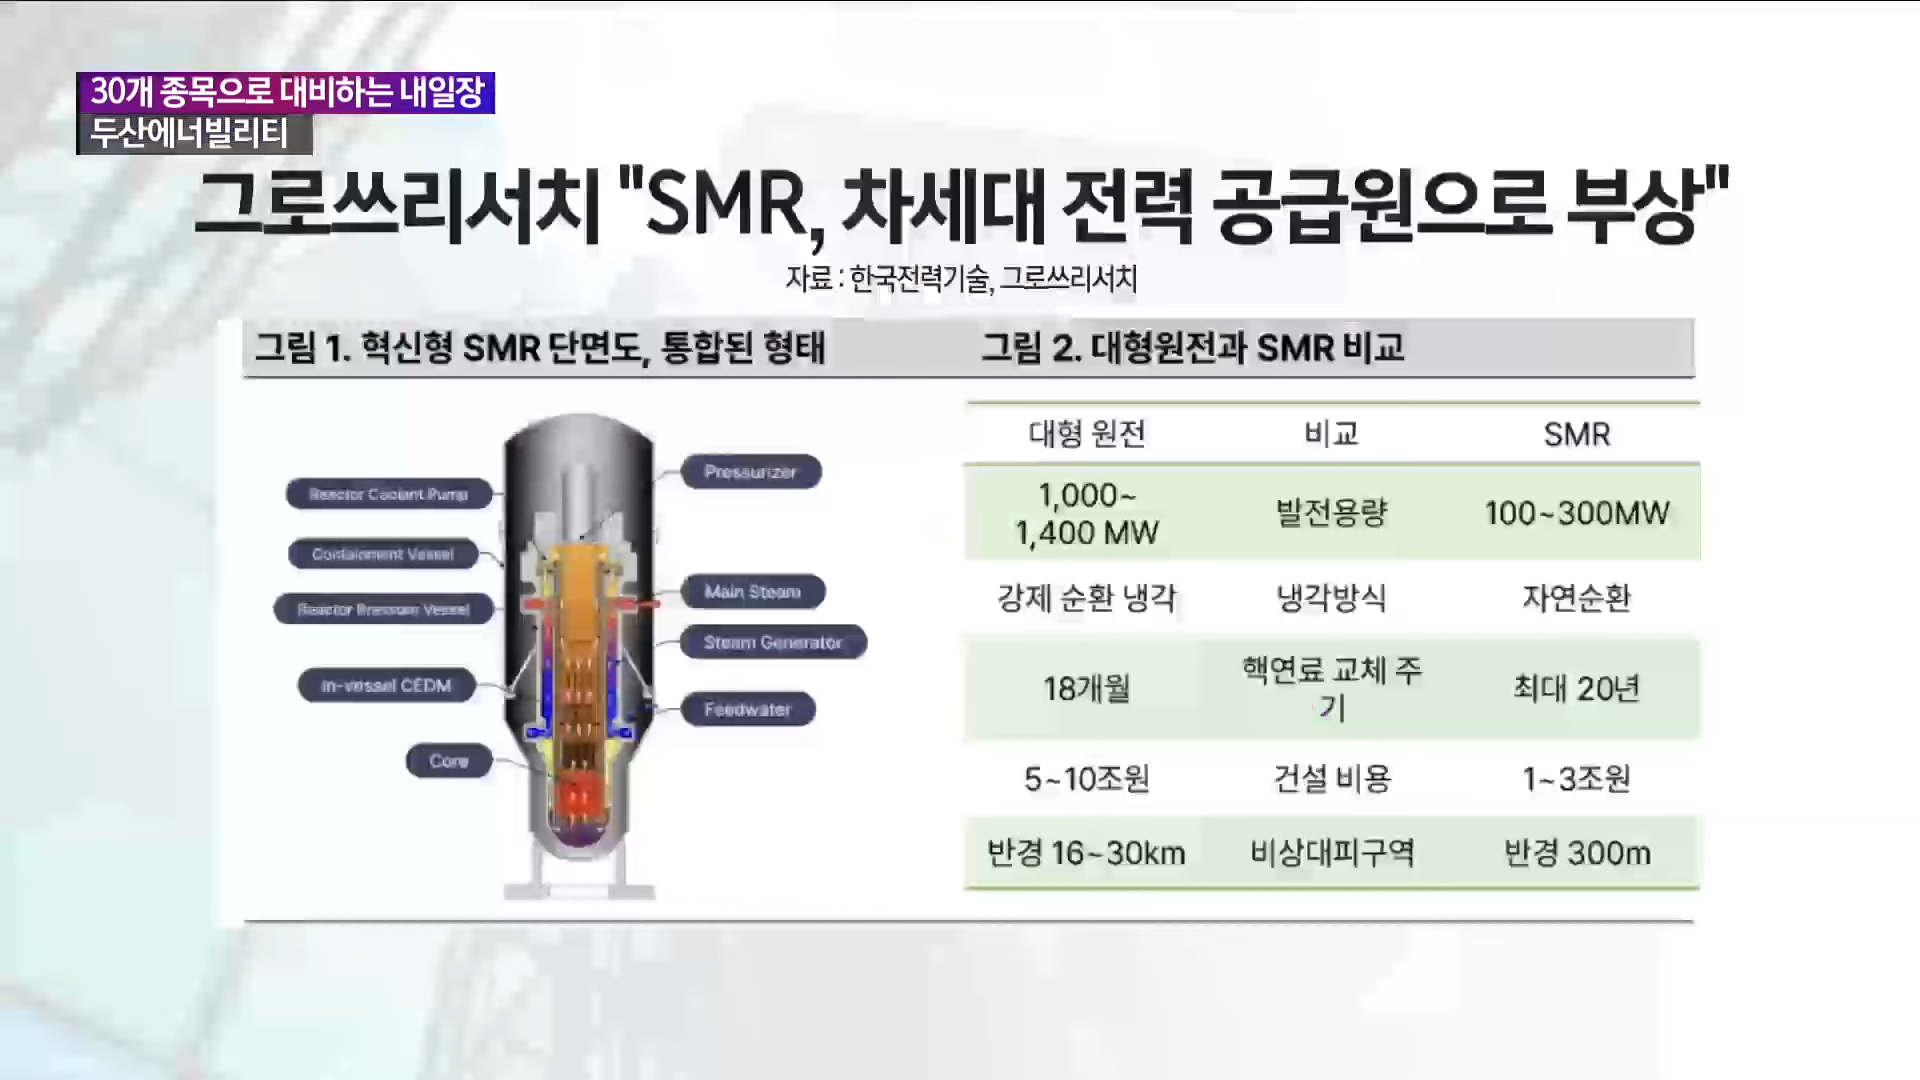 30개 종목으로 대비하는 내일장
두산에너빌리티
그로쓰리서치 "SMR, 차세대 전력 공급원으로 부상"
자료 : 한국전력기술, 그로쓰리서치
그림 1. 혁신형 SMR 단면도, 통합된 형태
Reactor Coolant Pump
Containment Vessel
Reactor Pressure Vessel
In-vessel CEDM
Core
Pressurizer
Main Steam
Steam Generator
Feedwater
그림 2. 대형원전과 SMR 비교
대형 원전 비교 SMR
1,000~
1,400 MW 발전용량 100~300MW
강제 순환 냉각 냉각방식 자연순환
18개월 핵연료 교체 주 최대 20년
기
5~10조원 건설 비용 1~3조원
반경 16~30km 비상대피구역 반경 300m